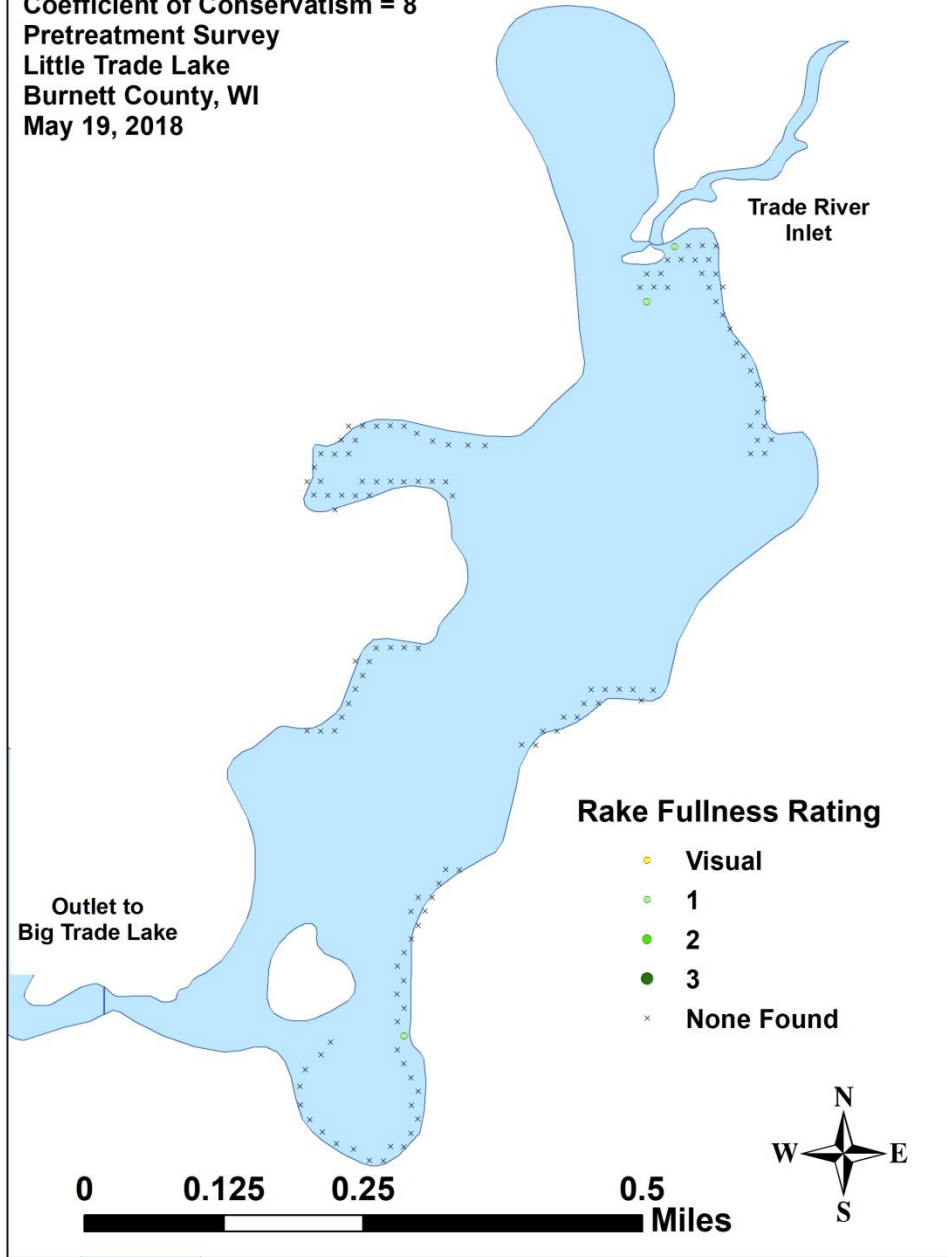 Coefficient of Conservatism = 8
Pretreatment Survey
Little Trade Lake
Burnett County, WI
May 19, 2018
Trade River
Inlet
Rake Fullness Rating
Visual
1
2
3
None Found
Outlet to
Big Trade Lake
N
W E
S
0 0.125 0.25 0.5
Miles